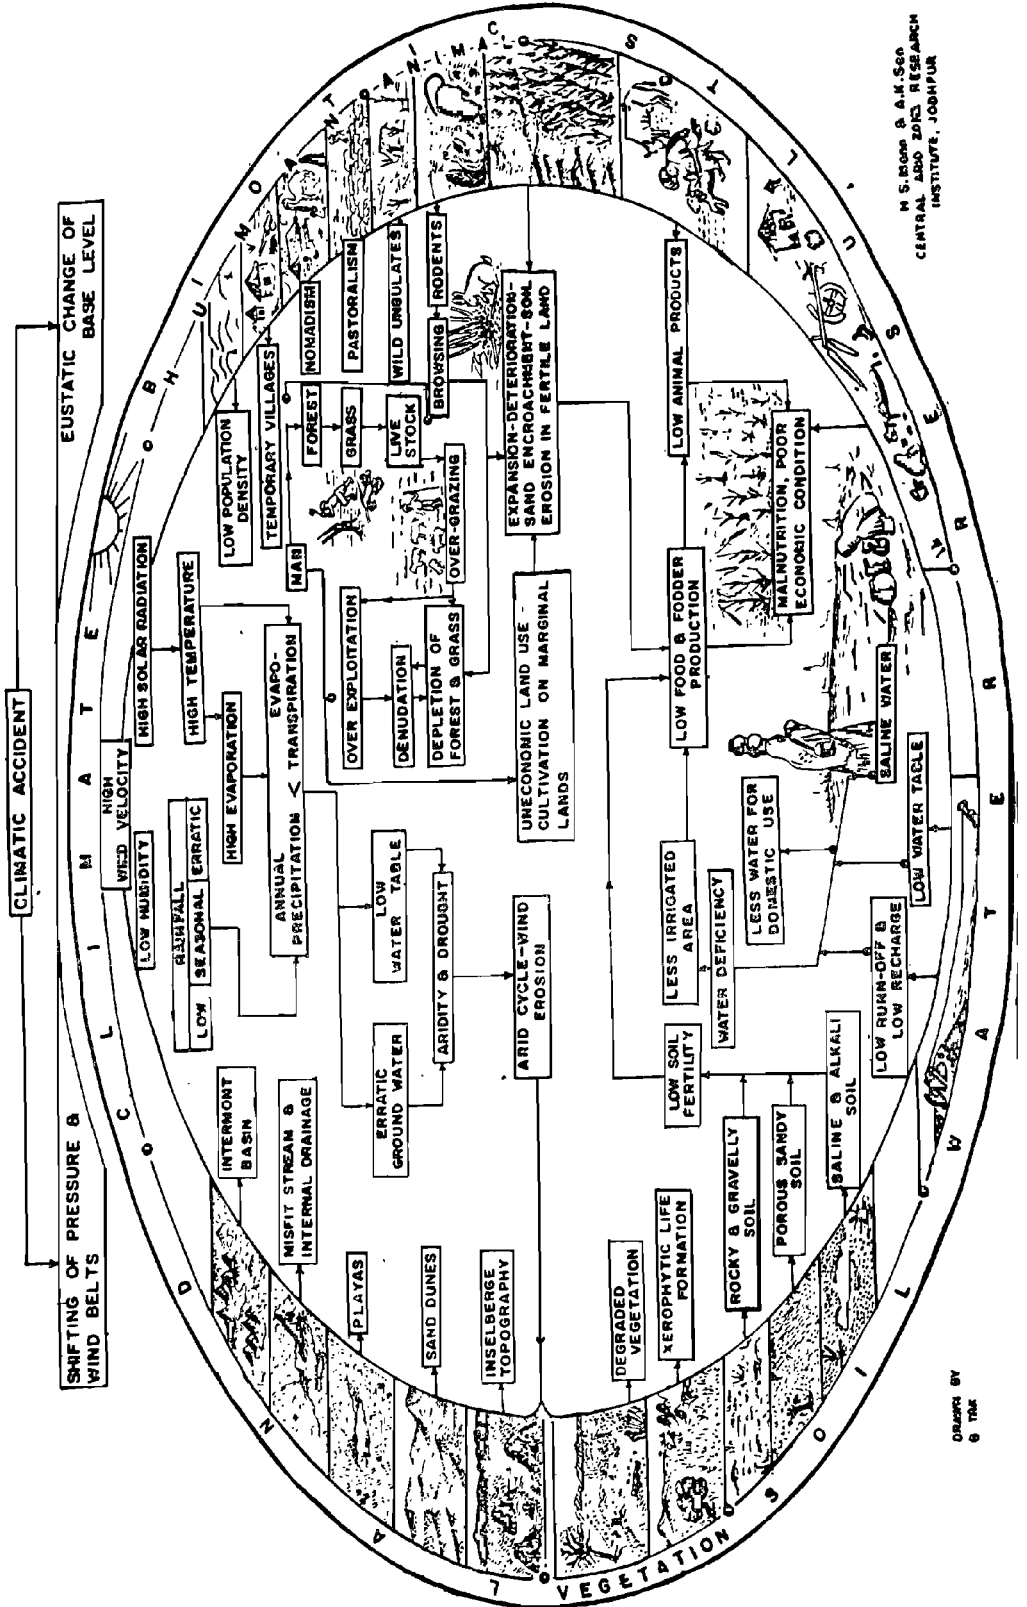 CLIMATIC ACCIDENT
SHIFTING OF PRESSURE &
WIND BELTS
EUSTATIC CHANGE OF
BASE LEVEL
CLIMATE
LAND
VEGETATION
SOIL
WATER
HIGH
WIND VELOCITY
LOW HUMIDITY
HIGH SOLAR RADIATION
RAINFALL
LOW SEASONAL ERRATIC
HIGH TEMPERATURE
HIGH EVAPORATION
ANNUAL
PRECIPITATION <
EVAPO-
TRANSPIRATION
INTERMONT
BASIN
MISFIT STREAM &
INTERNAL DRAINAGE
PLAYAS
SAND DUNES
INSELBERGE
TOPOGRAPHY
ERRATIC
GROUND WATER
LOW
WATER TABLE
ARIDITY & DROUGHT
ARID CYCLE-WIND
EROSION
LOW POPULATION
DENSITY
TEMPORARY VILLAGES
NOMADISM
PASTORALISM
WILD UNGULATES
RODENTS
MAN
FOREST
GRASS
LIVE
STOCK
BROWSING
OVER EXPLOITATION
OVER-GRAZING
DENUDATION
DEPLETION OF
FOREST & GRASS
UNECONOMIC LAND USE -
CULTIVATION ON MARGINAL
LANDS
EXPANSION-DETERIORATION-
SAND ENCROACHMENT-SOIL
EROSION IN FERTILE LAND
DEGRADED
VEGETATION
XEROPHYTIC LIFE
FORMATION
ROCKY & GRAVELLY
SOIL
POROUS SANDY
SOIL
SALINE & ALKALI
SOIL
LOW SOIL
FERTILITY
LESS IRRIGATED
AREA
WATER DEFICIENCY
LESS WATER FOR
DOMESTIC USE
LOW FOOD & FODDER
PRODUCTION
LOW ANIMAL PRODUCTS
MALNUTRITION, POOR
ECONOMIC CONDITION
SALINE WATER
LOW WATER TABLE
LOW RUNN-OFF &
LOW RECHARGE
DRAWN BY
CENTRAL ARID ZONE RESEARCH
INSTITUTE, JODHPUR